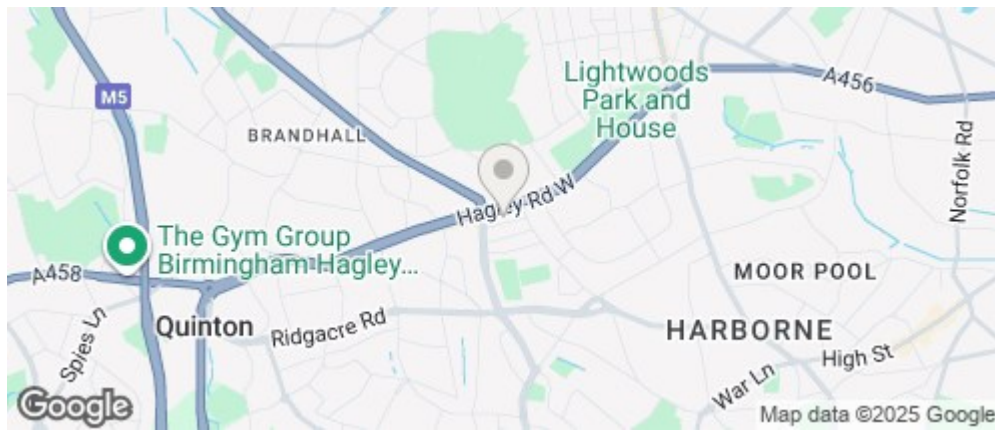 Lightwoods
Park and
House
A456
M5
BRANDHALL
Norfolk Rd
Hagley Rd W
The Gym Group
Birmingham Hagley...
A458
MOOR POOL
Spies Ln
Quinton
Ridgacre Rd
HARBORNE
High St
War Ln
Google
Map data ©2025 Google